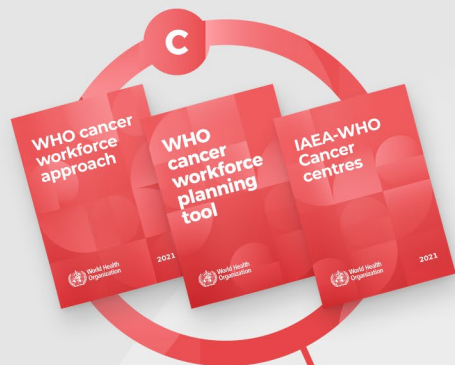 C
WHO cancer
workforce
approach
World Health
Organization
2021
WHO
cancer
workforce
planning
tool
World Health
Organization
IAEA-WHO
Cancer
centres
World Health
Organization
2021